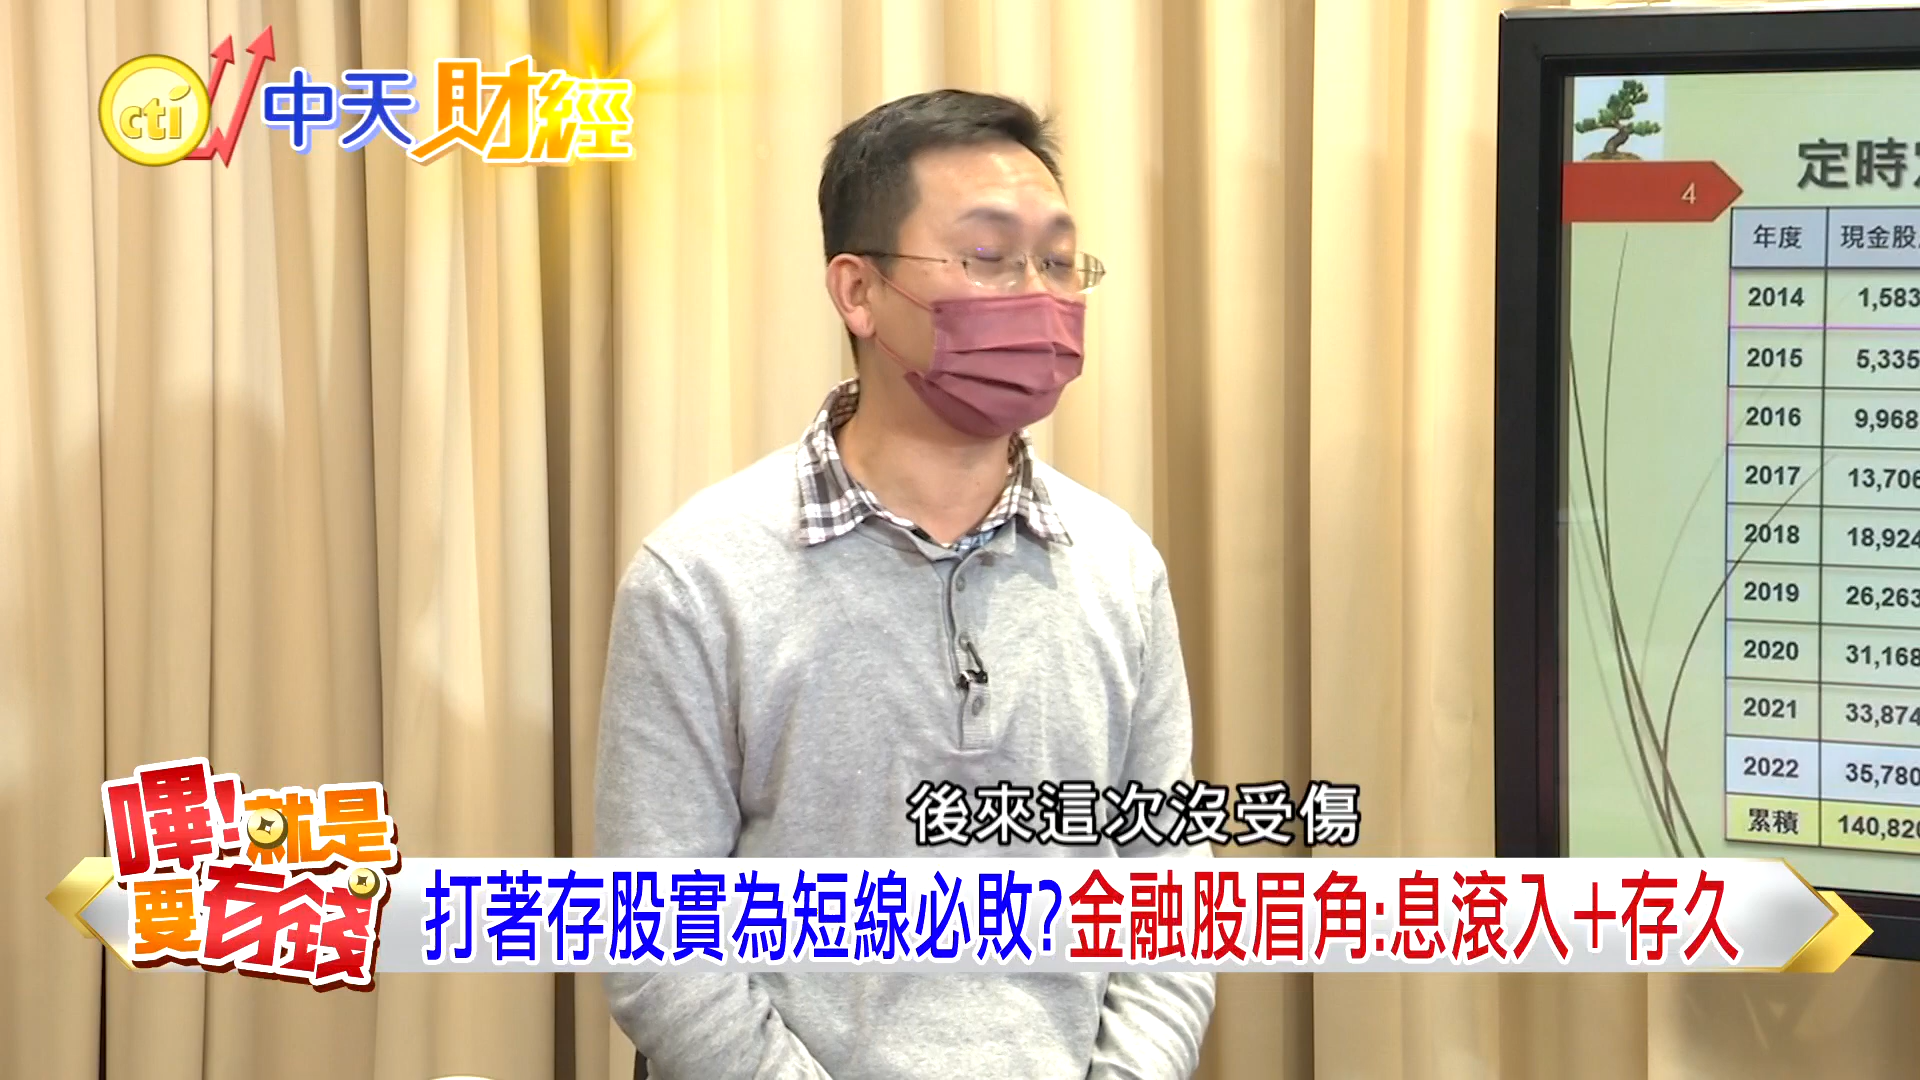 cti 中天財經
4
定時
年度 現金股
2014 1,583
2015 5,335
2016 9,968
2017 13,706
2018 18,924
2019 26,263
2020 31,168
2021 33,874
2022 35,780
累積 140,820
後來這次沒受傷
嗶!就是
要存錢
打著存股實為短線必敗?金融股眉角:息滾入+存久